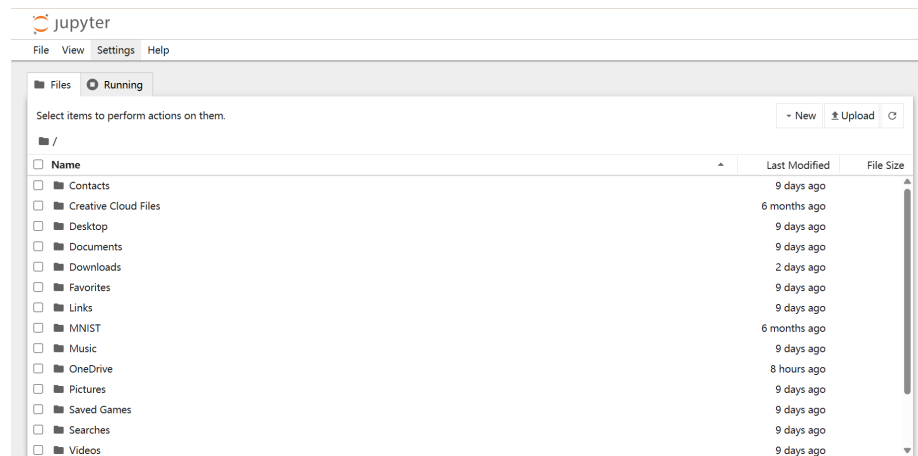 jupyter
File View Settings Help
Files Running
Select items to perform actions on them.
New Upload
/
Name Last Modified File Size
Contacts 9 days ago
Creative Cloud Files 6 months ago
Desktop 9 days ago
Documents 9 days ago
Downloads 2 days ago
Favorites 9 days ago
Links 9 days ago
MNIST 6 months ago
Music 9 days ago
OneDrive 8 hours ago
Pictures 9 days ago
Saved Games 9 days ago
Searches 9 days ago
Videos 9 days ago